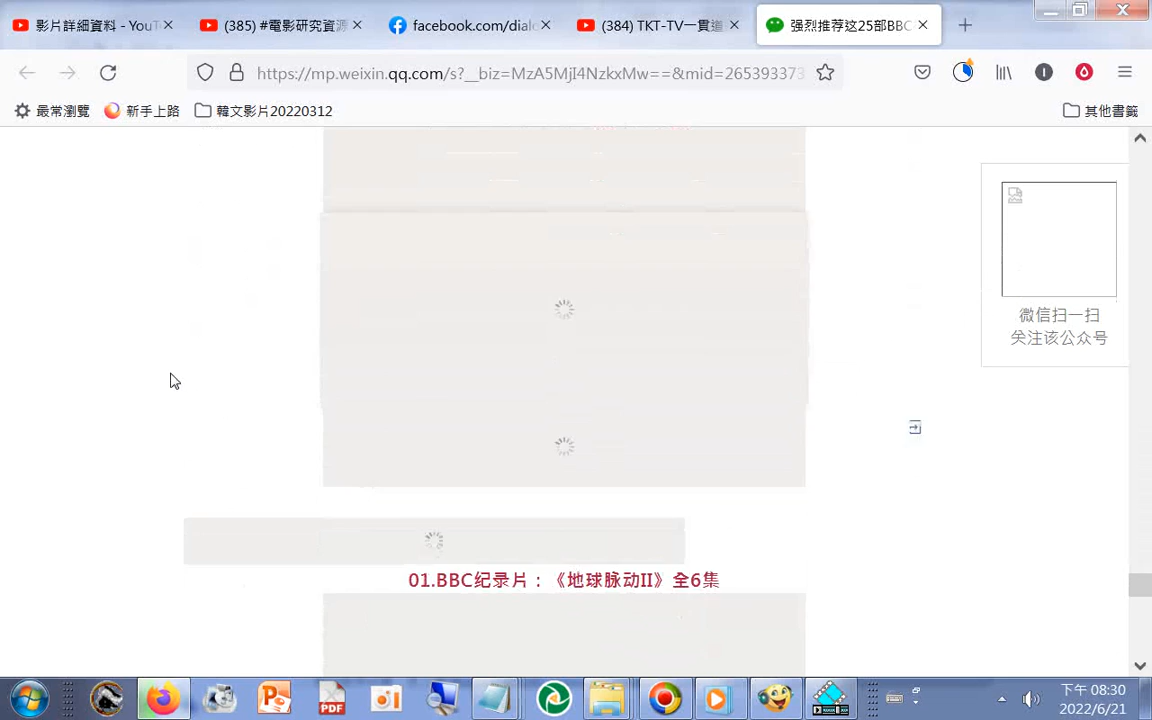 影片詳細資料 - YouT
(385) #電影研究資源
facebook.com/dialo
(384) TKT-TV一貫道
强烈推荐这25部BBC
https://mp.weixin.qq.com/s?__biz=MzA5MjI4NzkxMw==&mid=265393373
最常瀏覽
新手上路
韓文影片20220312
其他書籤
微信扫一扫
关注该公众号
01.BBC纪录片：《地球脉动II》全6集
PDF
下午 08:30
2022/6/21